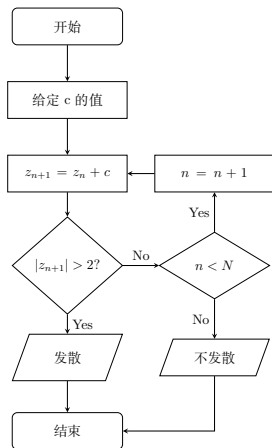 开始
给定 c 的值
z_{n+1} = z_n + c
n = n + 1
Yes
|z_{n+1}| > 2?
No
n < N
Yes
No
发散
不发散
结束